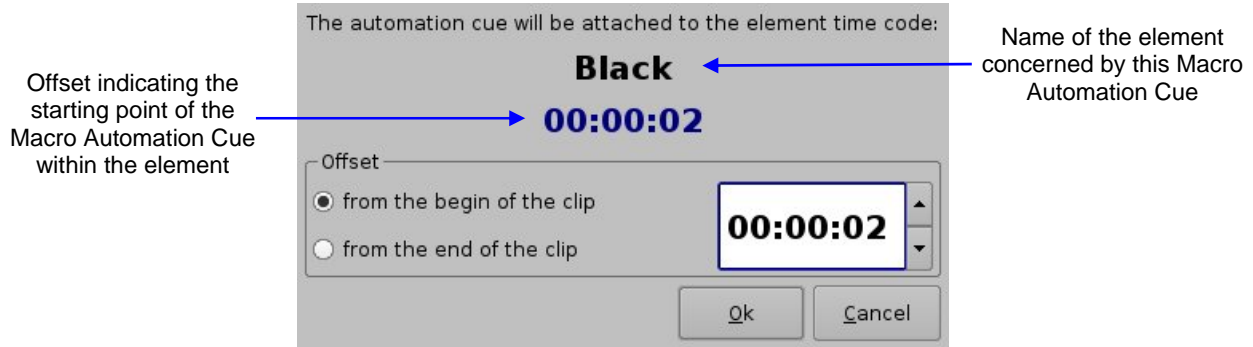 The automation cue will be attached to the element time code:
Black
Name of the element
concerned by this Macro
Automation Cue
Offset indicating the
starting point of the
Macro Automation Cue
within the element
00:00:02
Offset
from the begin of the clip
00:00:02
from the end of the clip
Ok
Cancel